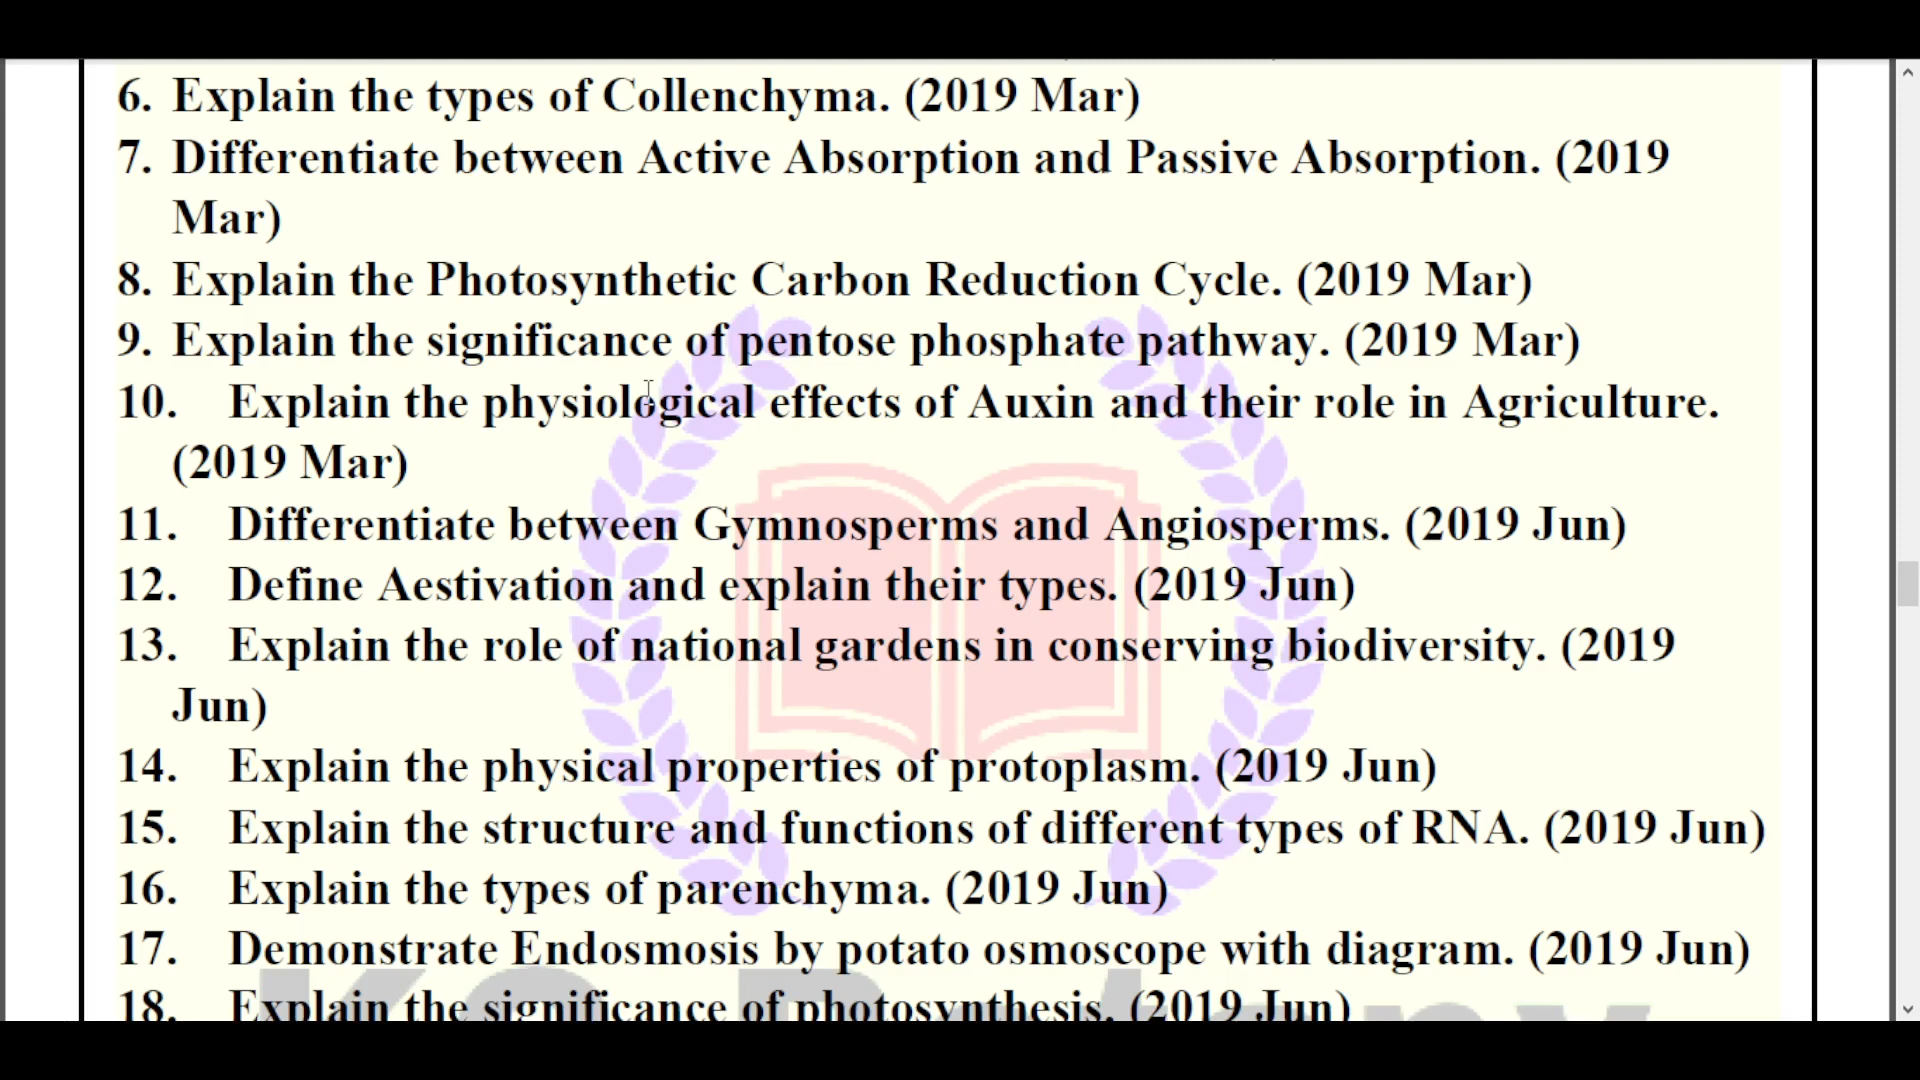 6. Explain the types of Collenchyma. (2019 Mar)
7. Differentiate between Active Absorption and Passive Absorption. (2019
Mar)
8. Explain the Photosynthetic Carbon Reduction Cycle. (2019 Mar)
9. Explain the significance of pentose phosphate pathway. (2019 Mar)
10. Explain the physiological effects of Auxin and their role in Agriculture.
(2019 Mar)
11. Differentiate between Gymnosperms and Angiosperms. (2019 Jun)
12. Define Aestivation and explain their types. (2019 Jun)
13. Explain the role of national gardens in conserving biodiversity. (2019
Jun)
14. Explain the physical properties of protoplasm. (2019 Jun)
15. Explain the structure and functions of different types of RNA. (2019 Jun)
16. Explain the types of parenchyma. (2019 Jun)
17. Demonstrate Endosmosis by potato osmoscope with diagram. (2019 Jun)
18. Explain the significance of photosynthesis. (2019 Jun)